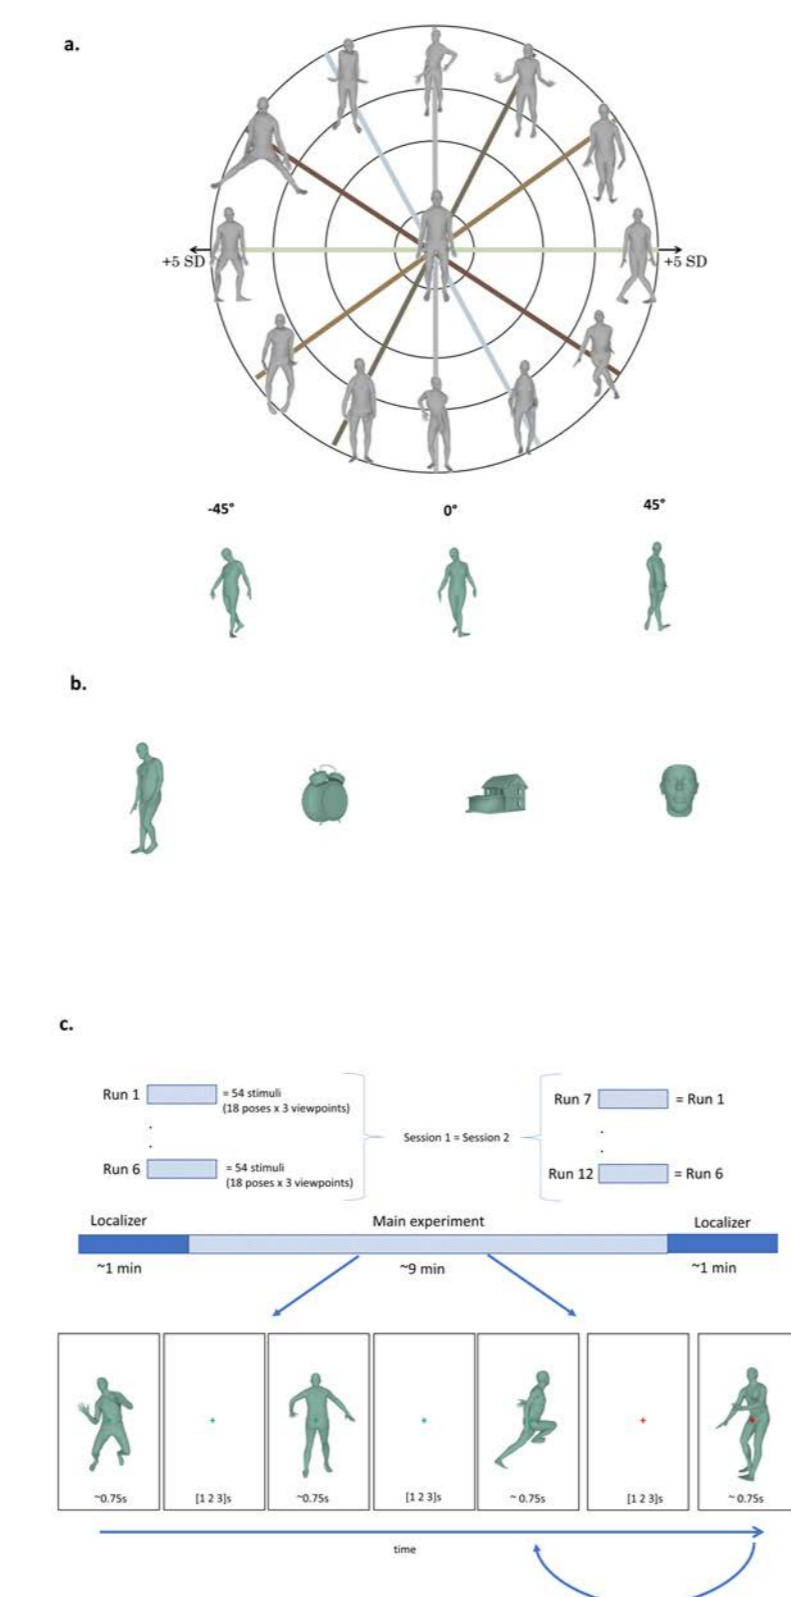 a.
+5 SD
+5 SD
-45°
0°
45°
b.
c.
Run 1
= 54 stimuli
(18 poses x 3 viewpoints)
.
.
Run 6
= 54 stimuli
(18 poses x 3 viewpoints)
Session 1 = Session 2
Run 7
= Run 1
.
.
Run 12
= Run 6
Localizer
Main experiment
Localizer
~1 min
~9 min
~1 min
~0.75s
[1 2 3]s
~0.75s
[1 2 3]s
~ 0.75s
[1 2 3]s
~ 0.75s
time